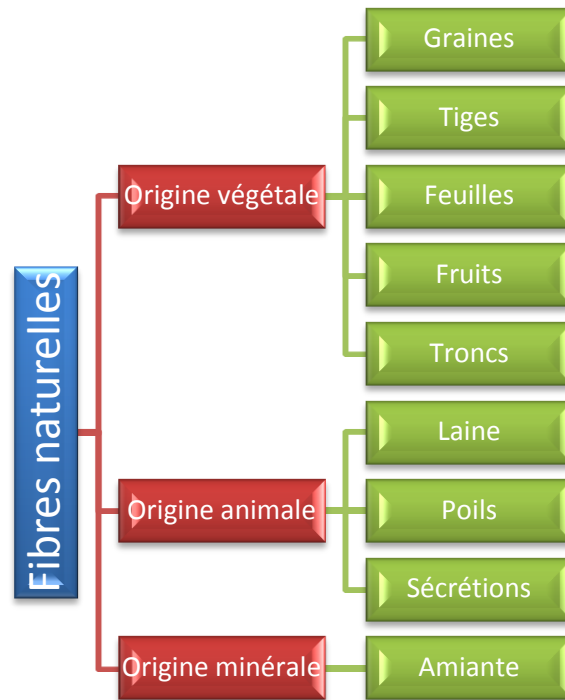 Fibres naturelles
Origine végétale
Graines
Tiges
Feuilles
Fruits
Troncs
Origine animale
Laine
Poils
Sécrétions
Origine minérale
Amiante